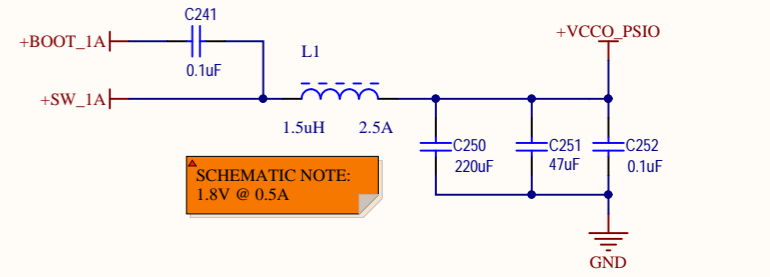 C241
+BOOT_1A
0.1uF
+SW_1A
L1
1.5uH
2.5A
+VCCO_PSIO
C250
220uF
C251
47uF
C252
0.1uF
SCHEMATIC NOTE:
1.8V @ 0.5A
GND